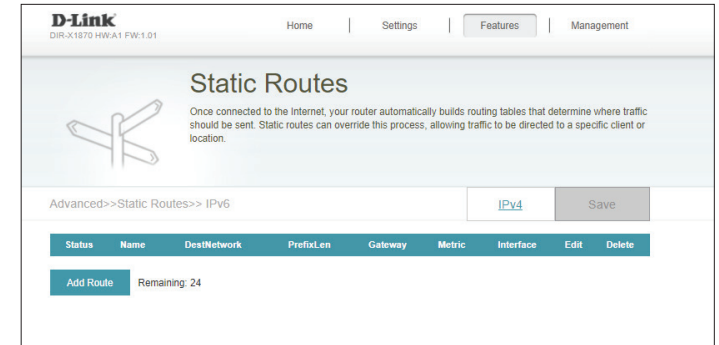 D-Link
DIR-X1870 HW:A1 FW:1.01
Home | Settings | Features | Management
Static Routes
Once connected to the Internet, your router automatically builds routing tables that determine where traffic
should be sent. Static routes can override this process, allowing traffic to be directed to a specific client or
location.
Advanced>>Static Routes>> IPv6
IPv4
Save
Status Name DestNetwork PrefixLen Gateway Metric Interface Edit Delete
Add Route Remaining: 24